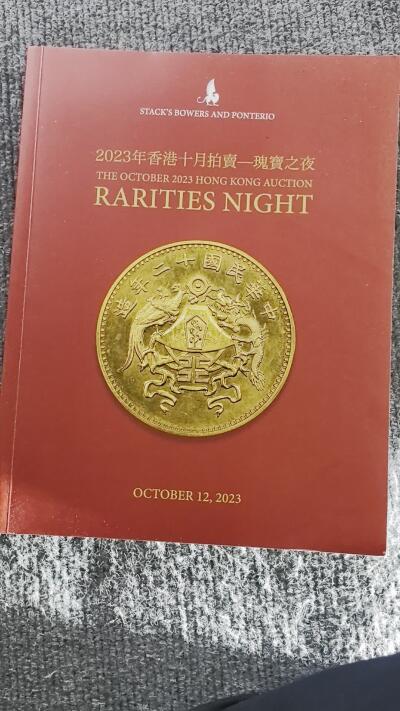 STACK'S BOWERS AND PONTERIO
2023年香港十月拍賣—瑰寶之夜
THE OCTOBER 2023 HONG KONG AUCTION
RARITIES NIGHT
造年二十國民華中
OCTOBER 12, 2023